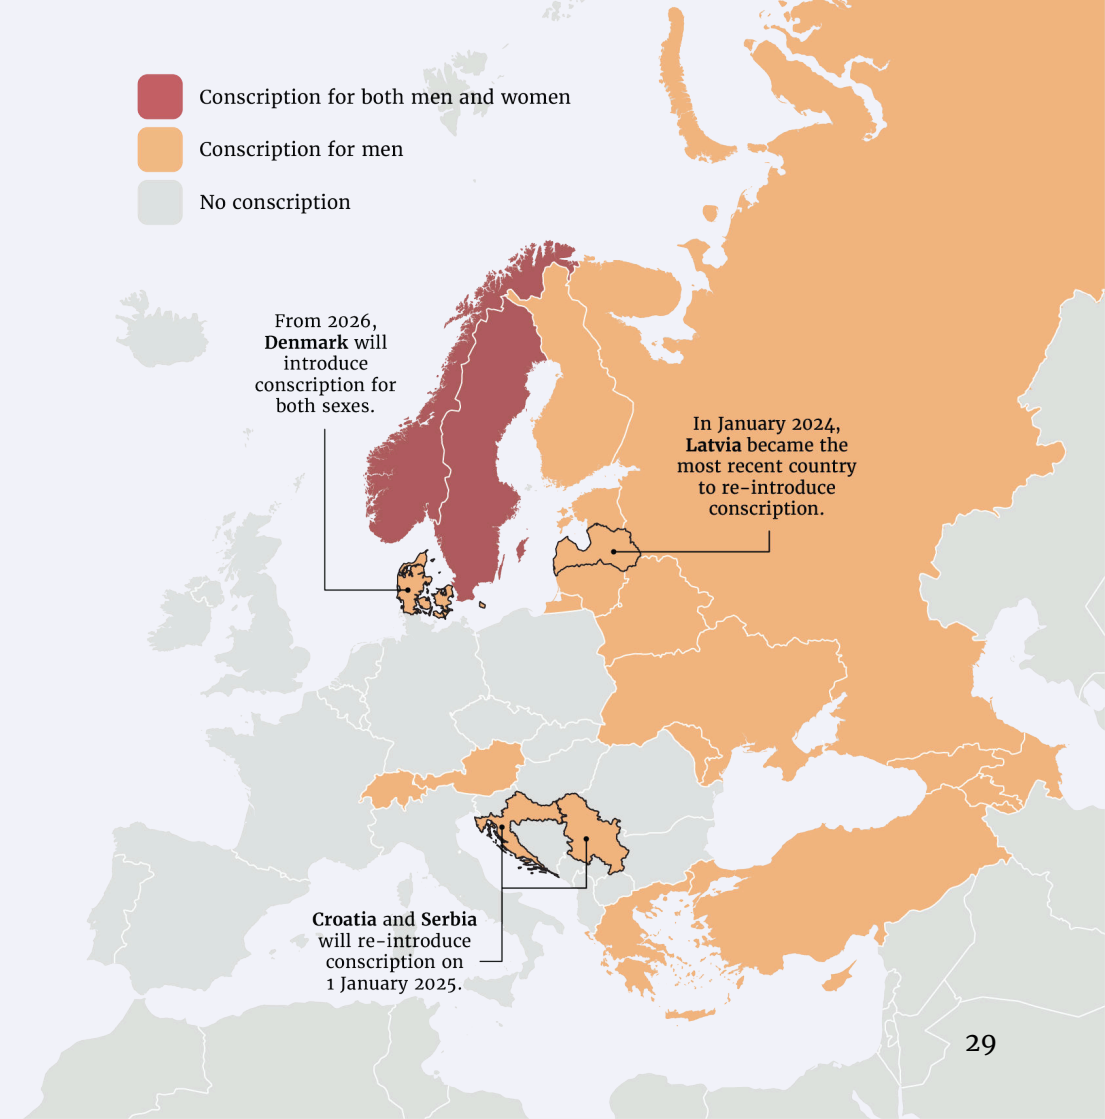 Conscription for both men and women
Conscription for men
No conscription
From 2026,
Denmark will
introduce
conscription for
both sexes.
In January 2024,
Latvia became the
most recent country
to re-introduce
conscription.
Croatia and Serbia
will re-introduce
conscription on
1 January 2025.
29